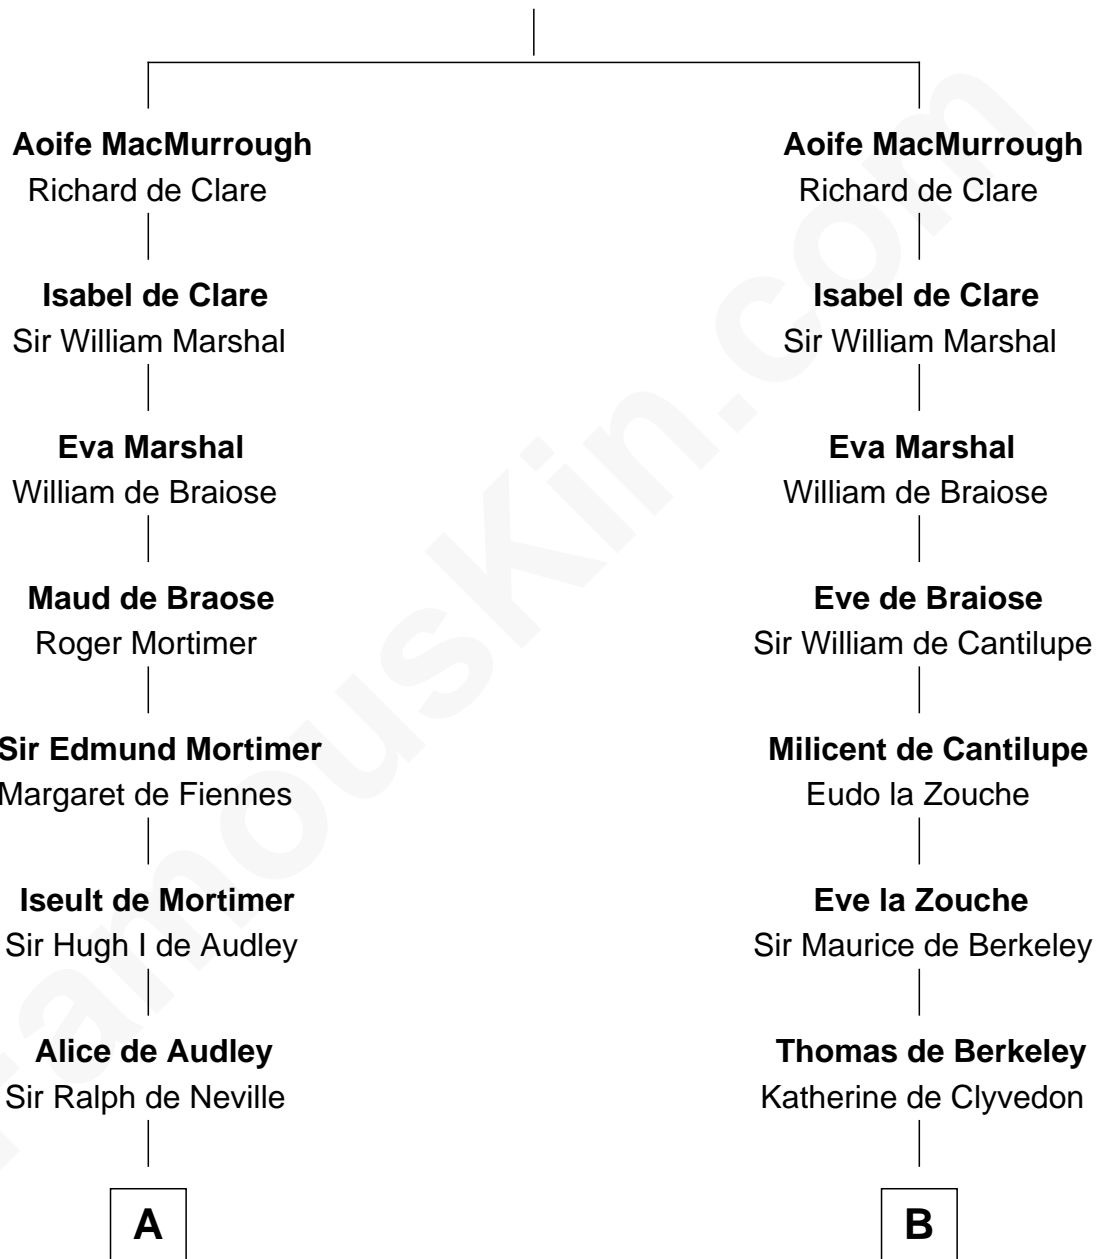 Aoife MacMurrough
Richard de Clare
Isabel de Clare
Sir William Marshal
Eva Marshal
William de Braiose
Maud de Braose
Roger Mortimer
Sir Edmund Mortimer
Margaret de Fiennes
Iseult de Mortimer
Sir Hugh I de Audley
Alice de Audley
Sir Ralph de Neville
A
Aoife MacMurrough
Richard de Clare
Isabel de Clare
Sir William Marshal
Eva Marshal
William de Braiose
Eve de Braiose
Sir William de Cantilupe
Milicent de Cantilupe
Eudo la Zouche
Eve la Zouche
Sir Maurice de Berkeley
Thomas de Berkeley
Katherine de Clyvedon
B
FamousKin.com